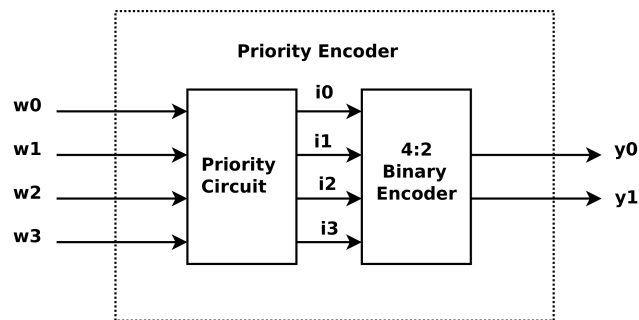 Priority Encoder
w0
w1
w2
w3
Priority
Circuit
i0
i1
i2
i3
4:2
Binary
Encoder
y0
y1